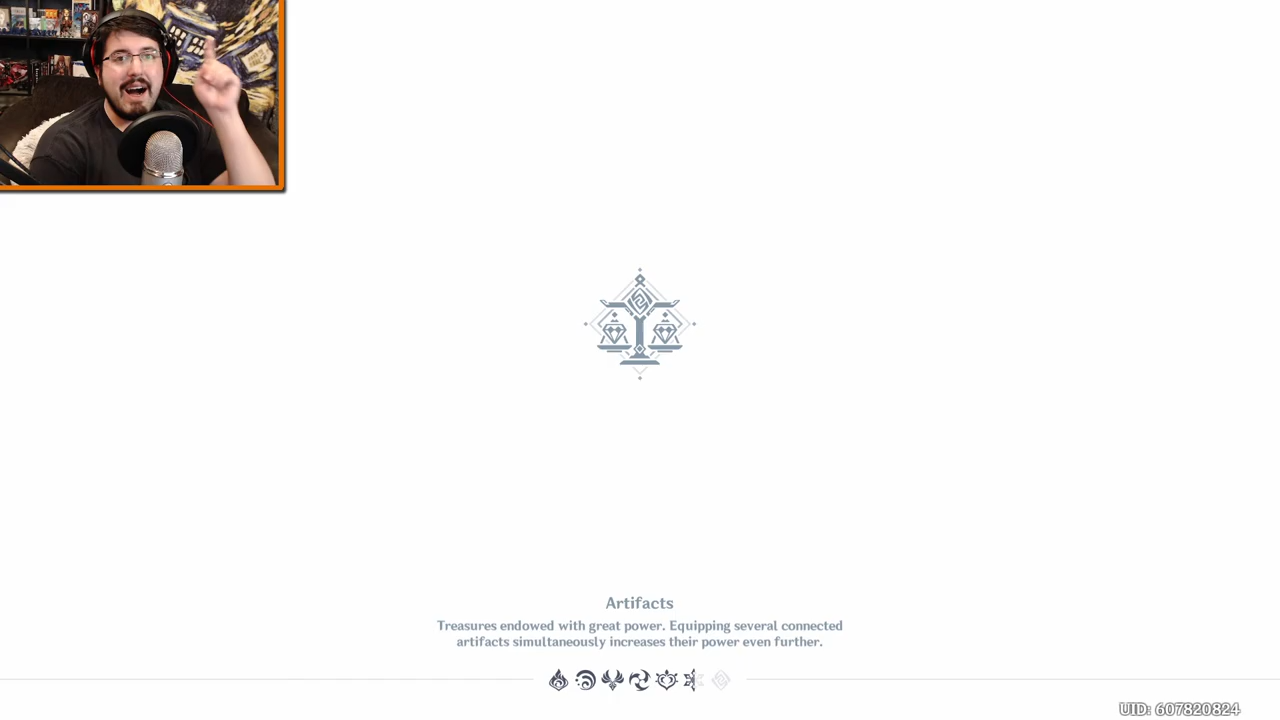 Artifacts
Treasures endowed with great power. Equipping several connected
artifacts simultaneously increases their power even further.
UID: 607820824